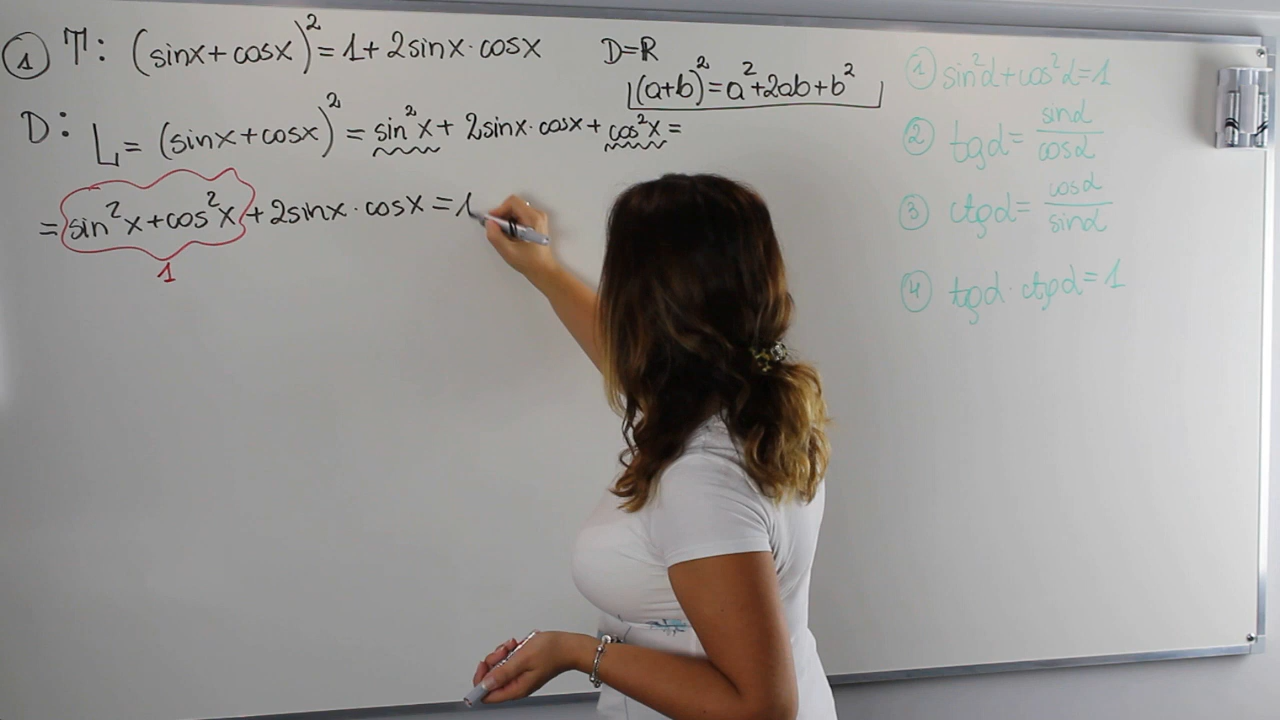 ① T: (sinx+cosx)²=1+2sinx·cosx D=R
(a+b)²=a²+2ab+b²
D: L=(sinx+cosx)²=sin²x+2sinx·cosx+cos²x=
=sin²x+cos²x+2sinx·cosx=1
1
① sin²α+cos²α=1
② tgα=sinα/cosα
③ ctgα=cosα/sinα
④ tgα·ctgα=1